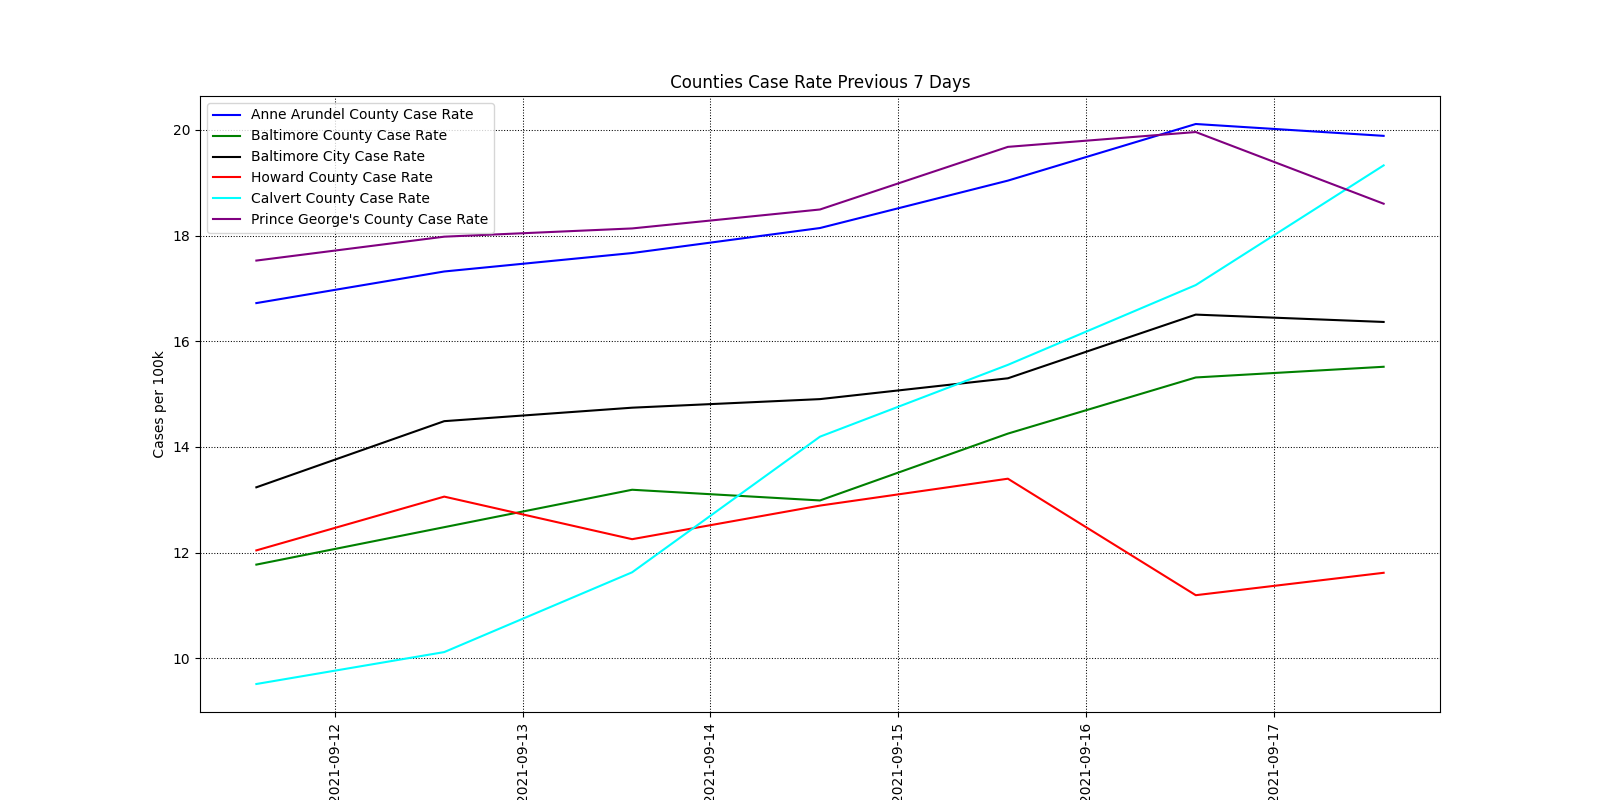 Counties Case Rate Previous 7 Days
Anne Arundel County Case Rate
Baltimore County Case Rate
Baltimore City Case Rate
Howard County Case Rate
Calvert County Case Rate
Prince George's County Case Rate
Cases per 100k
20
18
16
14
12
10
2021-09-12
2021-09-13
2021-09-14
2021-09-15
2021-09-16
2021-09-17